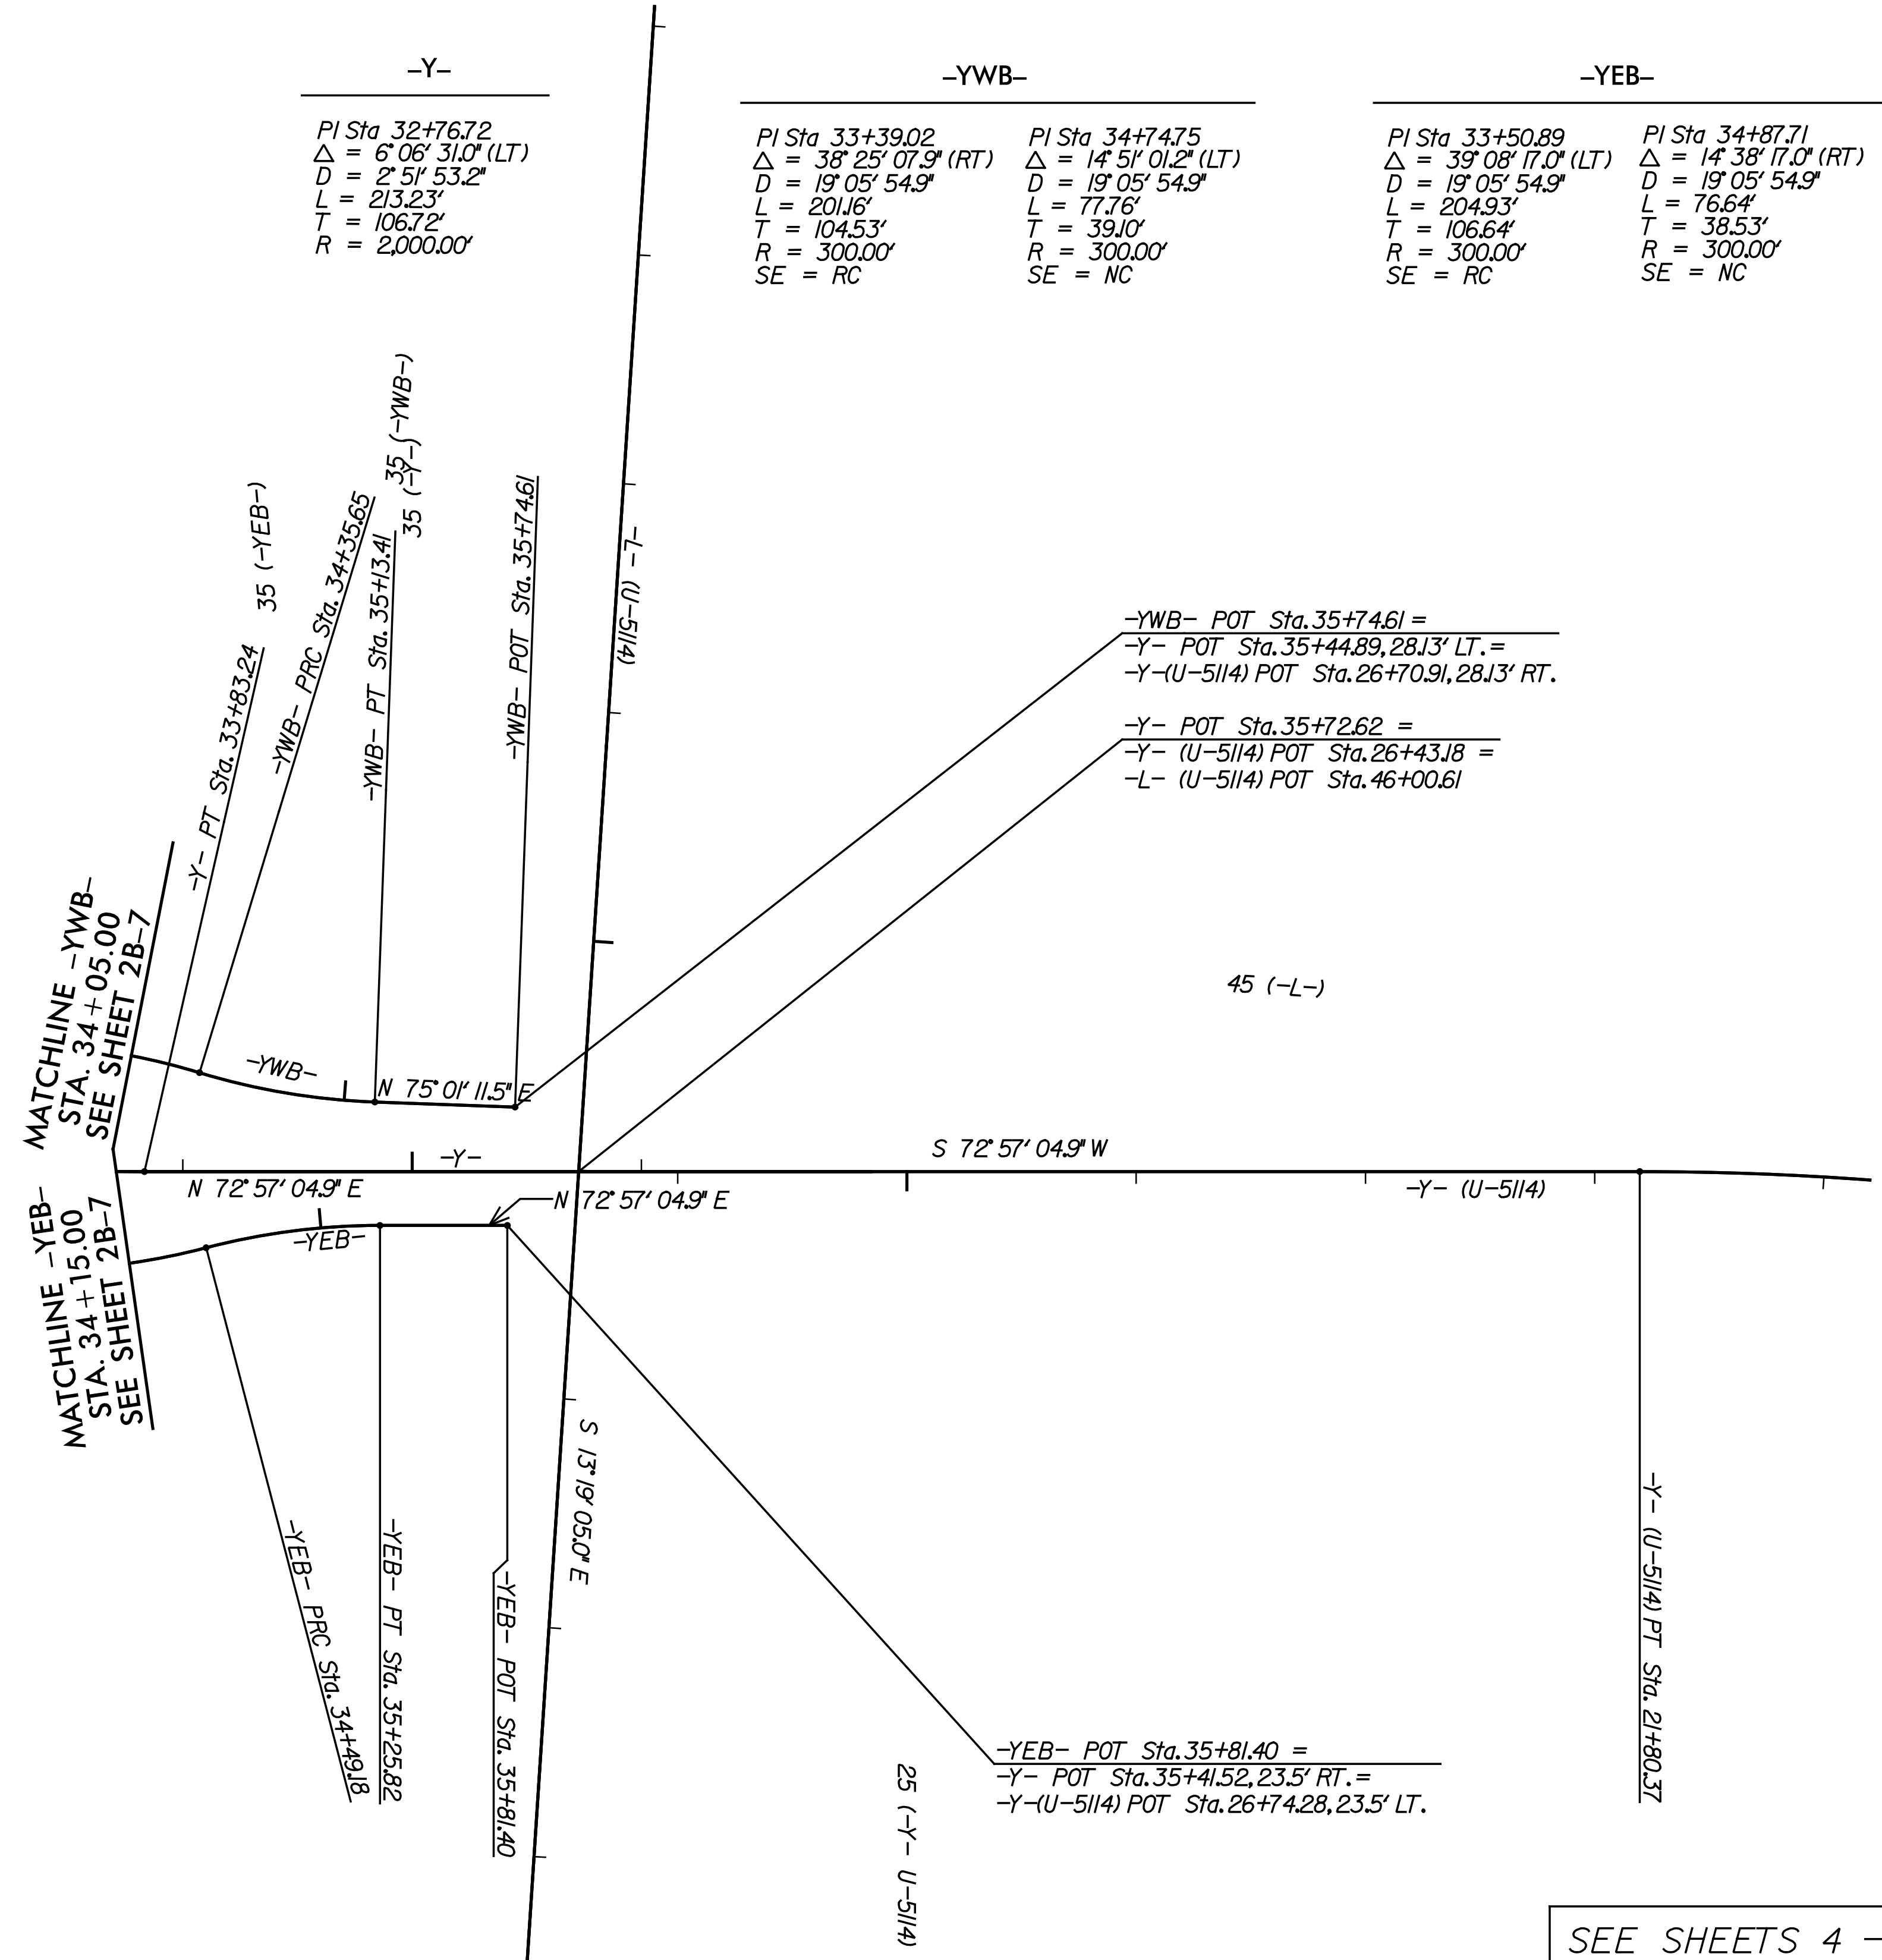 -Y-
PI Sta 32+76.72
△ = 6° 06' 31.0" (LT)
D = 2° 51' 53.2"
L = 213.23'
T = 106.72'
R = 2,000.00'
-YWB-
PI Sta 33+39.02
△ = 38° 25' 07.9" (RT)
D = 19° 05' 54.9"
L = 201.16'
T = 104.53'
R = 300.00'
SE = RC
PI Sta 34+74.75
△ = 14° 51' 01.2" (LT)
D = 19° 05' 54.9"
L = 77.76'
T = 39.10'
R = 300.00'
SE = NC
-YEB-
PI Sta 33+50.89
△ = 39° 08' 17.0" (LT)
D = 19° 05' 54.9"
L = 204.93'
T = 106.64'
R = 300.00'
SE = RC
PI Sta 34+87.71
△ = 14° 38' 17.0" (RT)
D = 19° 05' 54.9"
L = 76.64'
T = 38.53'
R = 300.00'
SE = NC
35 (-YEB-)
35 (-YWB-)
35 (-Y-)
-Y- PT Sta. 33+83.24
-YWB- PRC Sta. 34+35.65
-YWB- PT Sta. 35+13.41
-YWB- POT Sta. 35+74.61
-L- (U-5114)
-YWB- POT Sta. 35+74.61 =
-Y- POT Sta. 35+44.89, 28.13' LT. =
-Y-(U-5114) POT Sta. 26+70.91, 28.13' RT.
-Y- POT Sta. 35+72.62 =
-Y- (U-5114) POT Sta. 26+43.18 =
-L- (U-5114) POT Sta. 46+00.61
45 (-L-)
MATCHLINE -YWB-
STA. 34+05.00
SEE SHEET 2B-7
-YWB-
N 75° 01' 11.5" E
-Y-
S 72° 57' 04.9" W
N 72° 57' 04.9" E
N 72° 57' 04.9" E
-Y- (U-5114)
-YEB-
MATCHLINE -YEB-
STA. 34+15.00
SEE SHEET 2B-7
S 13° 19' 05.0" E
-YEB- PRC Sta. 34+49.18
-YEB- PT Sta. 35+25.82
-YEB- POT Sta. 35+81.40
-Y- (U-5114) PT Sta. 21+80.37
-YEB- POT Sta. 35+81.40 =
-Y- POT Sta. 35+41.52, 23.5' RT. =
-Y-(U-5114) POT Sta. 26+74.28, 23.5' LT.
25 (-Y- U-5114)
SEE SHEETS 4 -